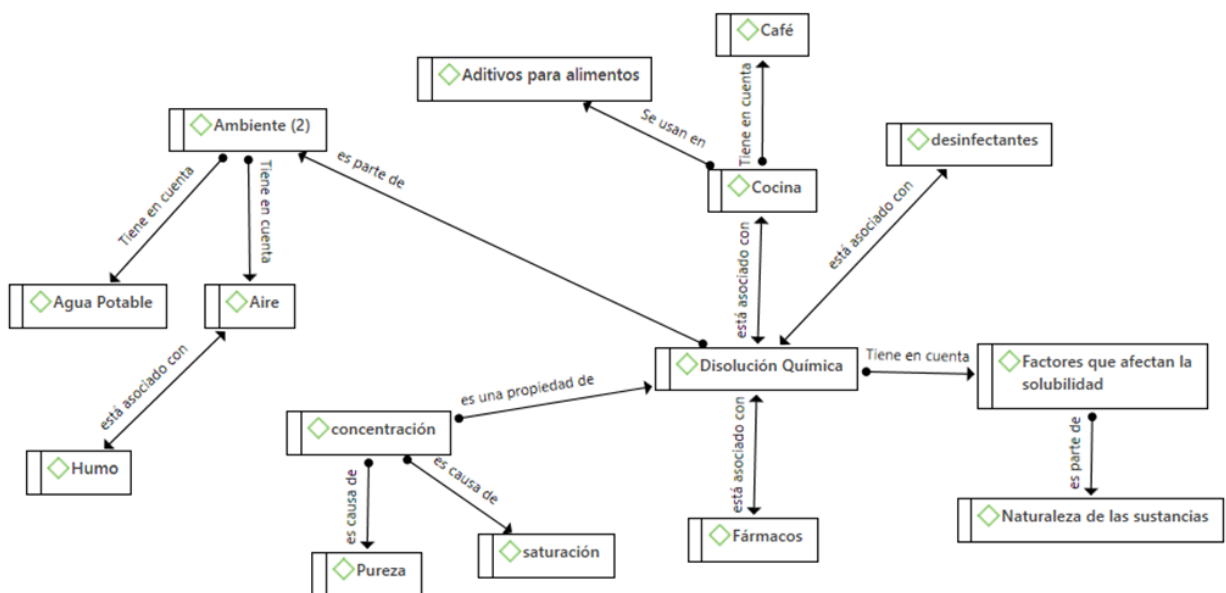 Café
Aditivos para alimentos
Tiene en cuenta
Se usan en
Ambiente (2)
desinfectantes
es parte de
Cocina
Tiene en cuenta
Tiene en cuenta
está asociado con
está asociado con
Agua Potable
Aire
está asociado con
Disolución Química
Tiene en cuenta
Factores que afectan la
solubilidad
es una propiedad de
concentración
está asociado con
es parte de
Humo
es causa de
es causa de
Naturaleza de las sustancias
Fármacos
saturación
Pureza